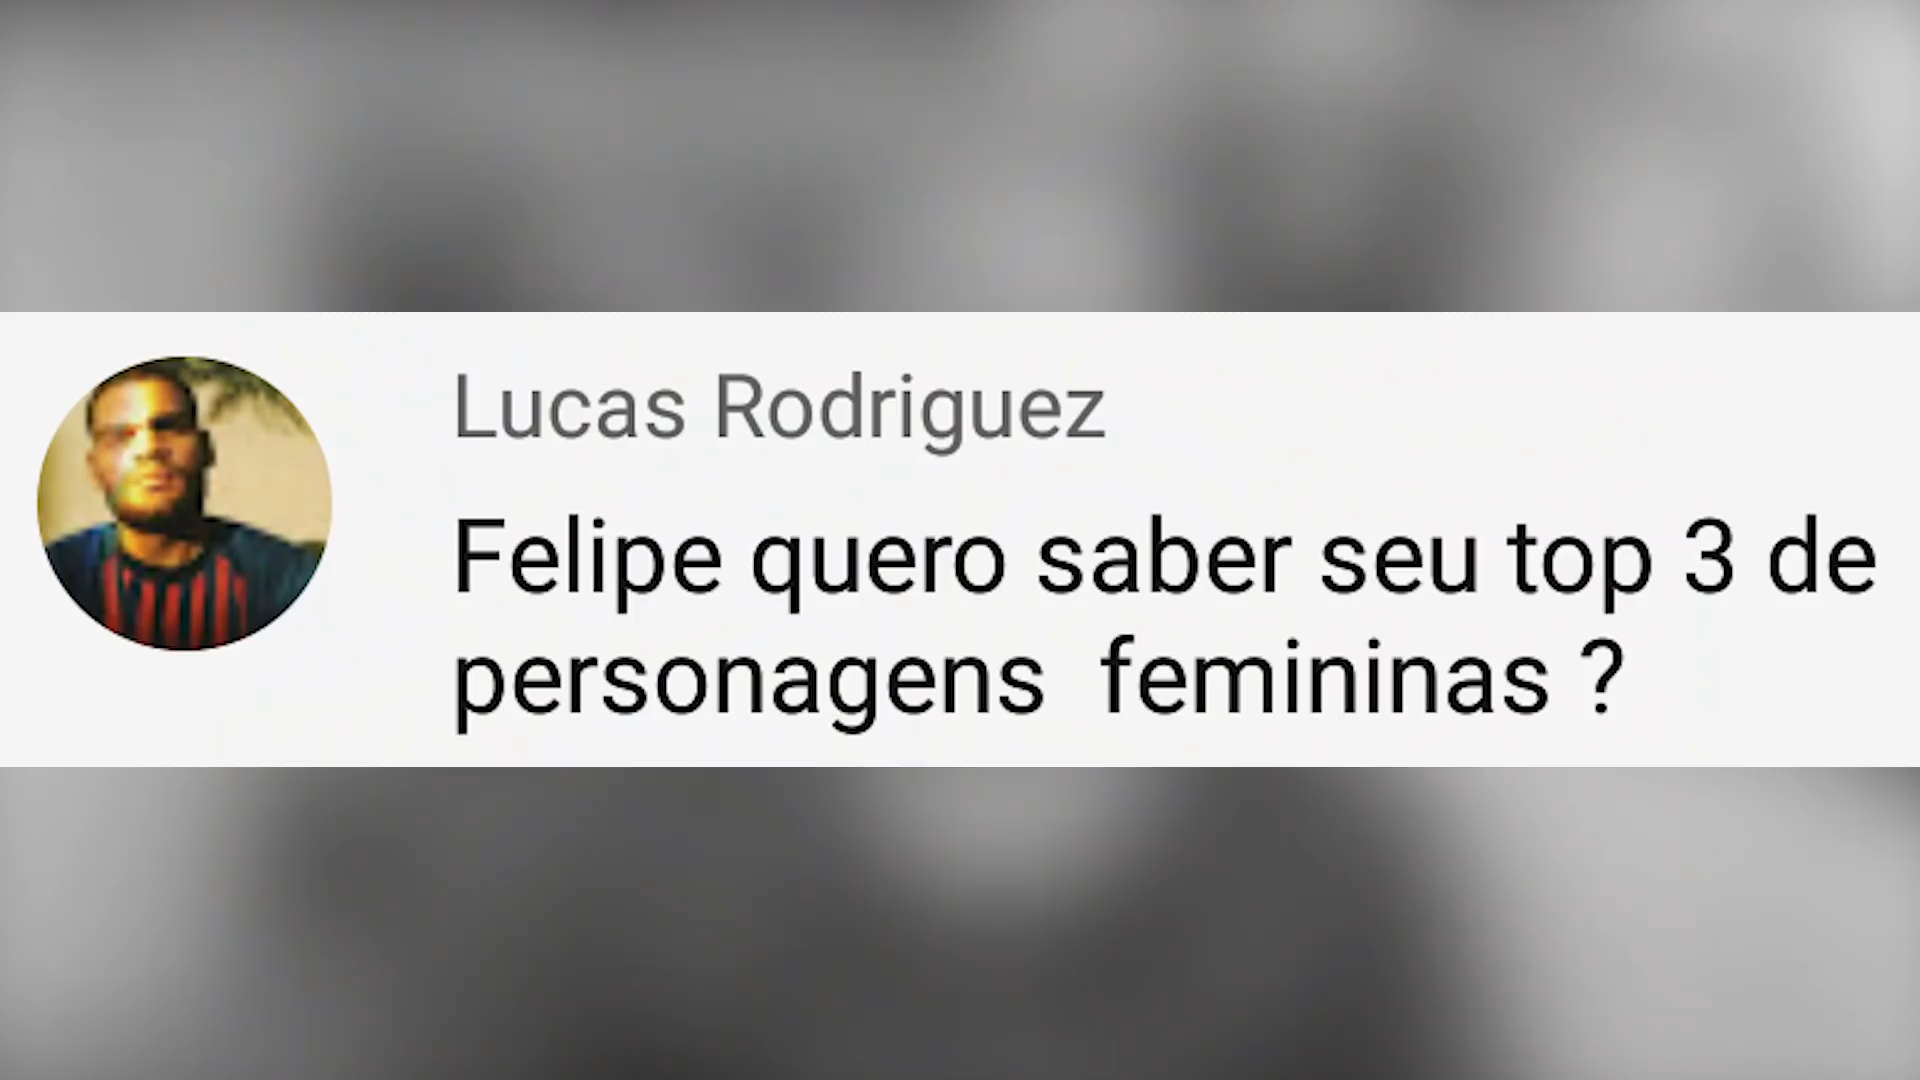 Lucas Rodriguez
Felipe quero saber seu top 3 de
personagens  femininas ?